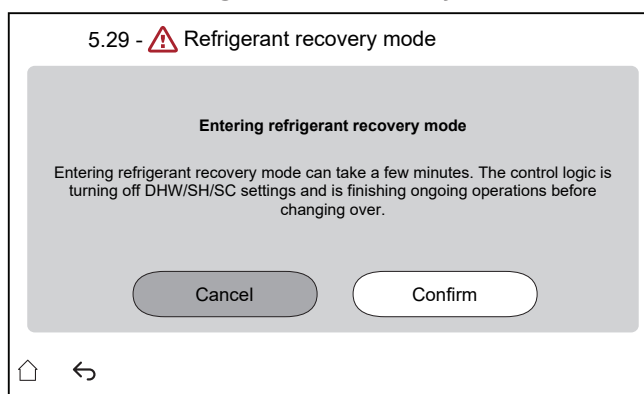 5.29 - Refrigerant recovery mode
Entering refrigerant recovery mode
Entering refrigerant recovery mode can take a few minutes. The control logic is
turning off DHW/SH/SC settings and is finishing ongoing operations before
changing over.
Cancel Confirm